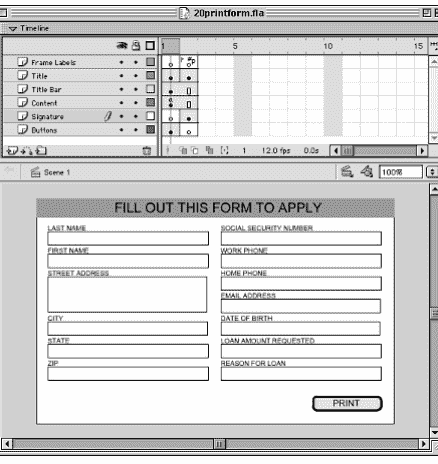 20printform.fla
Timeline
1 5 10 15
Frame Labels
Title
Title Bar
Content
Signature
Buttons
1 12.0 fps 0.0s
Scene 1 100%
FILL OUT THIS FORM TO APPLY
LAST NAME SOCIAL SECURITY NUMBER
FIRST NAME WORK PHONE
STREET ADDRESS HOME PHONE
EMAIL ADDRESS
CITY DATE OF BIRTH
STATE LOAN AMOUNT REQUESTED
ZIP REASON FOR LOAN
PRINT